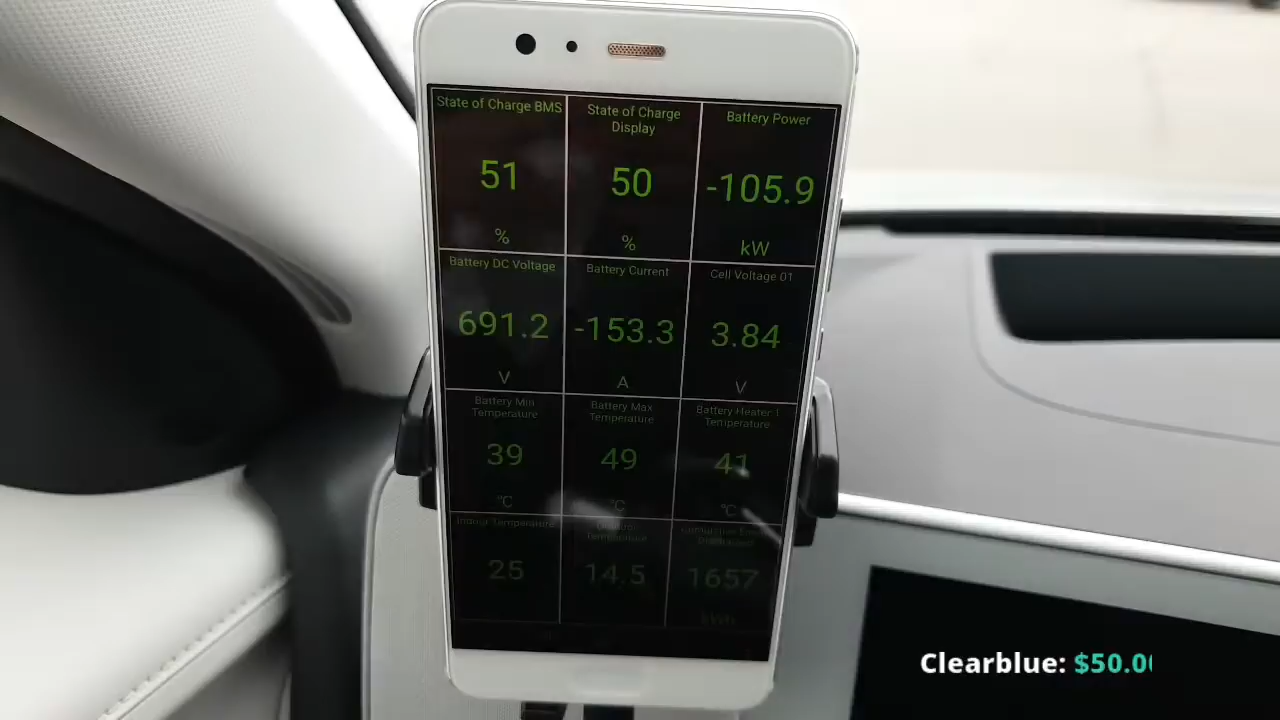 State of Charge BMS
51
%
State of Charge
Display
50
%
Battery Power
-105.9
kW
Battery DC Voltage
691.2
V
Battery Current
-153.3
A
Cell Voltage 01
3.84
V
Battery Min
Temperature
39
°C
Battery Max
Temperature
49
°C
Battery Heater 1
Temperature
41
°C
Indoor Temperature
25
Temperature
14.5
1657
kWh
Clearblue: $50.0